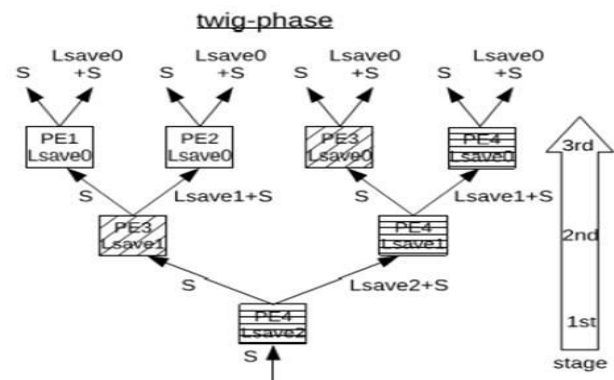 twig-phase
Lsave0 Lsave0 Lsave0 Lsave0
S +S S +S S +S S +S
PE1 PE2 PE3 PE4
Lsave0 Lsave0 Lsave0 Lsave0
3rd
S Lsave1+S S Lsave1+S
PE3 PE4
Lsave1 Lsave1
2nd
S Lsave2+S
PE4
Lsave2
1st
S
stage